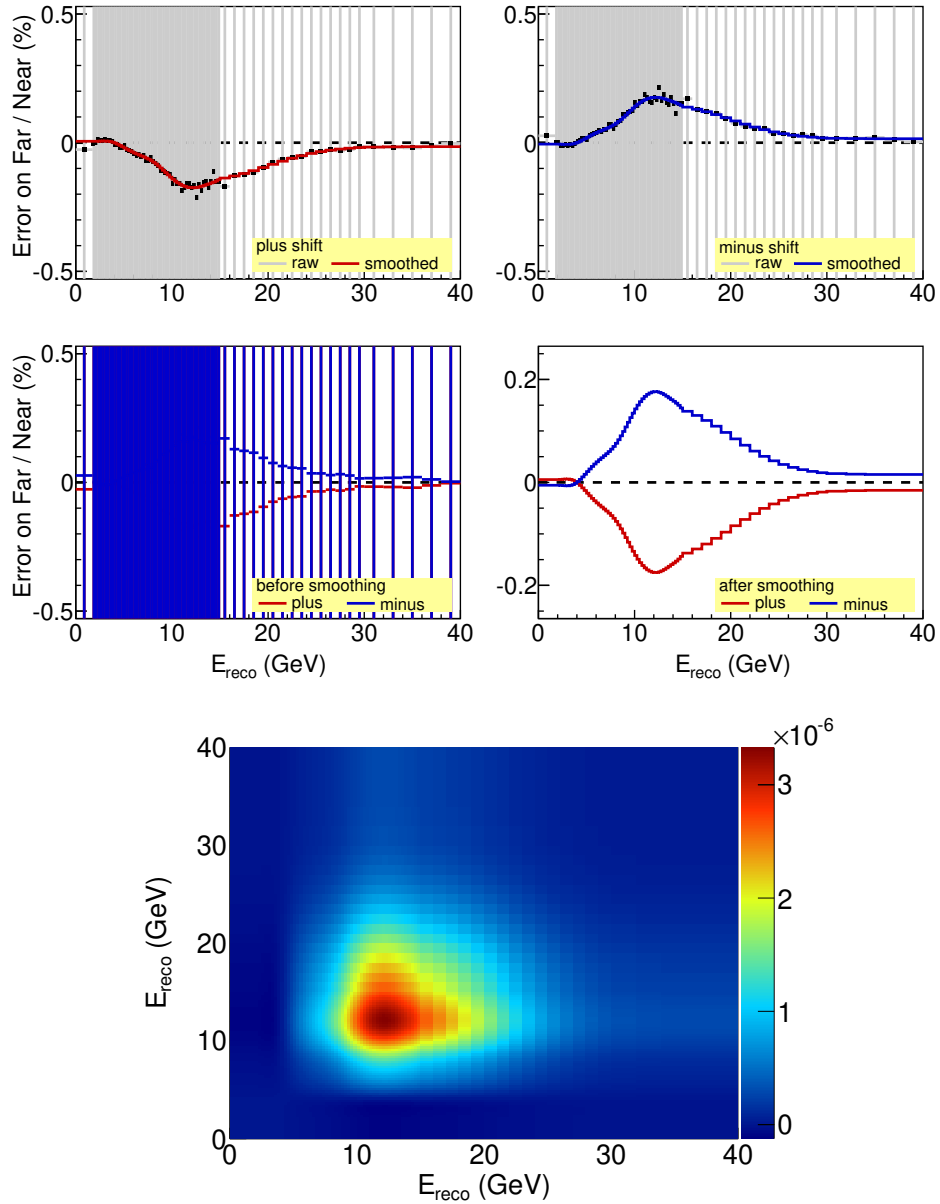 Error on Far / Near (%)
0.5
0
-0.5
plus shift
raw smoothed
0 10 20 30 40
0.5
0
-0.5
minus shift
raw smoothed
0 10 20 30 40
Error on Far / Near (%)
0.5
0
-0.5
before smoothing
plus minus
0 10 20 30 40
E_reco (GeV)
0.2
0
-0.2
after smoothing
plus minus
0 10 20 30 40
E_reco (GeV)
×10^-6
E_reco (GeV)
40
30
20
10
0
0 10 20 30 40
E_reco (GeV)
3
2
1
0